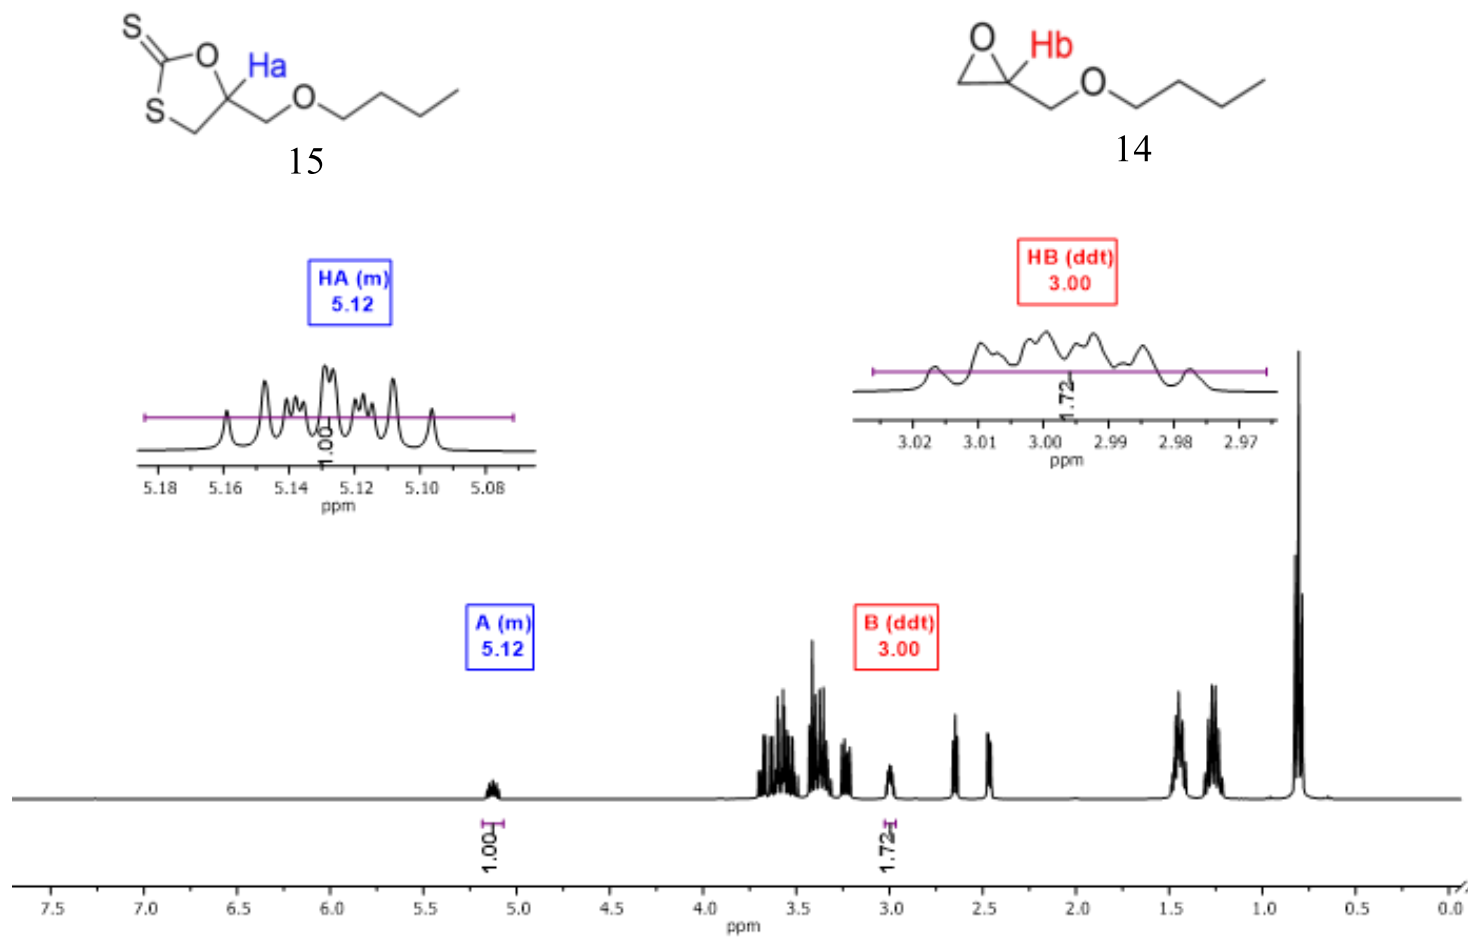 S
O
Ha
S
O
15
O
Hb
O
14
HA (m)
5.12
1.00
5.18 5.16 5.14 5.12 5.10 5.08
ppm
HB (ddt)
3.00
1.72
3.02 3.01 3.00 2.99 2.98 2.97
ppm
A (m)
5.12
B (ddt)
3.00
1.00
1.72
7.5 7.0 6.5 6.0 5.5 5.0 4.5 4.0 3.5 3.0 2.5 2.0 1.5 1.0 0.5 0.0
ppm